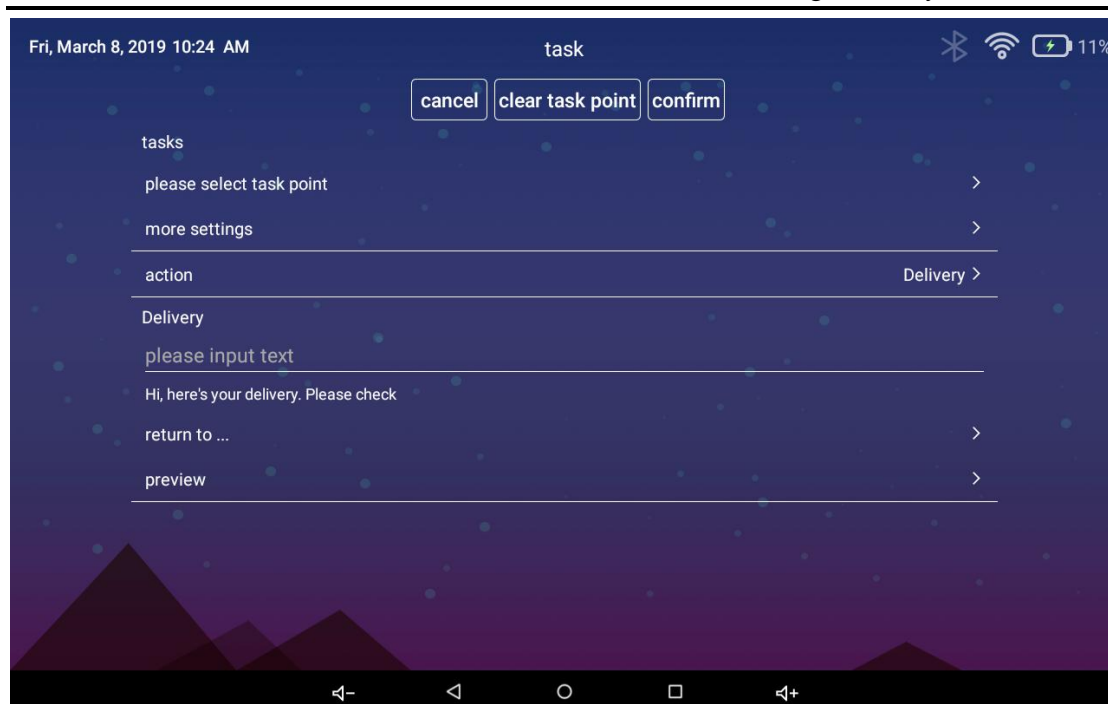 Fri, March 8, 2019 10:24 AM task 11%
cancel clear task point confirm
tasks
please select task point
more settings
action Delivery
Delivery
please input text
Hi, here's your delivery. Please check
return to ...
preview